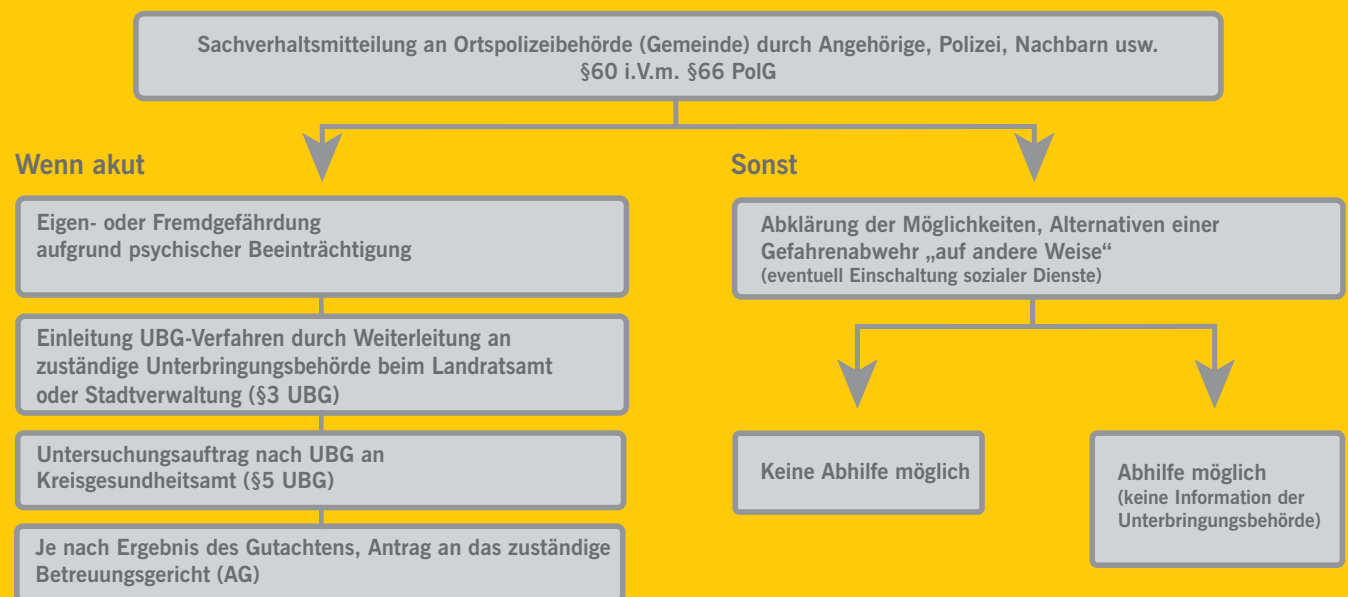 Sachverhaltsmitteilung an Ortspolizeibehörde (Gemeinde) durch Angehörige, Polizei, Nachbarn usw.
§60 i.V.m. §66 PolG
Wenn akut
Eigen- oder Fremdgefährdung
aufgrund psychischer Beeinträchtigung
Einleitung UBG-Verfahren durch Weiterleitung an
zuständige Unterbringungsbehörde beim Landratsamt
oder Stadtverwaltung (§3 UBG)
Untersuchungsauftrag nach UBG an
Kreisgesundheitsamt (§5 UBG)
Je nach Ergebnis des Gutachtens, Antrag an das zuständige
Betreuungsgericht (AG)
Sonst
Abklärung der Möglichkeiten, Alternativen einer
Gefahrenabwehr „auf andere Weise“
(eventuell Einschaltung sozialer Dienste)
Keine Abhilfe möglich
Abhilfe möglich
(keine Information der
Unterbringungsbehörde)